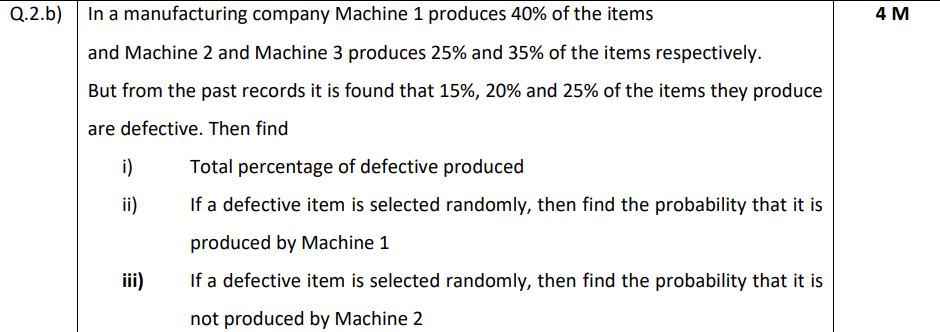 Q.2.b) In a manufacturing company Machine 1 produces 40% of the items 4 M
and Machine 2 and Machine 3 produces 25% and 35% of the items respectively.
But from the past records it is found that 15%, 20% and 25% of the items they produce
are defective. Then find
i) Total percentage of defective produced
ii) If a defective item is selected randomly, then find the probability that it is
produced by Machine 1
iii) If a defective item is selected randomly, then find the probability that it is
not produced by Machine 2